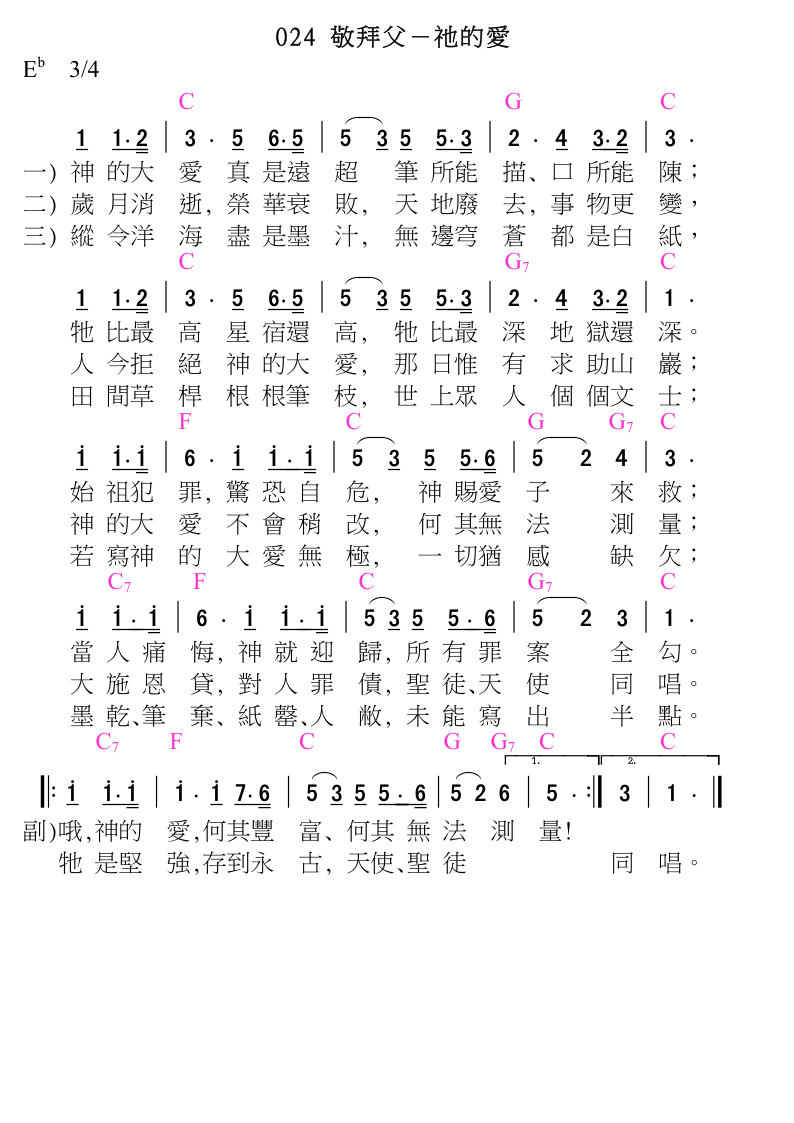 024 敬拜父－祂的愛
E♭ 3/4
C G C
1 1·2 | 3 · 5 6·5 | 5 3 5 5·3 | 2 · 4 3·2 | 3 ·
一) 神 的大 愛 真 是遠 超 筆 所能 描、口 所能 陳；
二) 歲 月消 逝, 榮 華衰 敗, 天 地廢 去, 事 物更 變，
三) 縱 令洋 海 盡 是墨 汁, 無 邊穹 蒼 都 是白 紙，
C G7 C
1 1·2 | 3 · 5 6·5 | 5 3 5 5·3 | 2 · 4 3·2 | 1 ·
牠 比最 高 星 宿還 高, 牠 比最 深 地 獄還 深。
人 今拒 絕 神 的大 愛, 那 日惟 有 求 助山 巖；
田 間草 桿 根 根筆 枝, 世 上眾 人 個 個文 士；
F C G G7 C
i i·i | 6 · i i · i | 5 3 5 5·6 | 5 2 4 | 3 ·
始 祖犯 罪, 驚 恐 自 危, 神 賜愛 子 來 救；
神 的大 愛 不 會 稍 改, 何 其無 法 測 量；
若 寫神 的 大 愛 無 極, 一 切猶 感 缺 欠；
C7 F C G7 C
i i · i | 6 · i i · i | 5 3 5 5 · 6 | 5 2 3 | 1 ·
當 人 痛 悔, 神 就 迎 歸, 所 有 罪 案 全 勾。
大 施 恩 貸, 對 人 罪 債, 聖 徒、天 使 同 唱。
墨 乾、筆 棄、紙 罄、人 敝, 未 能 寫 出 半 點。
C7 F C G G7 C C
1. 2.
‖: i i·i | i · i 7·6 | 5 3 5 5 · 6 | 5 2 6 | 5 · :‖ 3 | 1 · ‖
副)哦,神的 愛,何其豐 富、何其 無 法 測 量!
牠 是堅 強,存到永 古, 天使、聖 徒 同 唱。